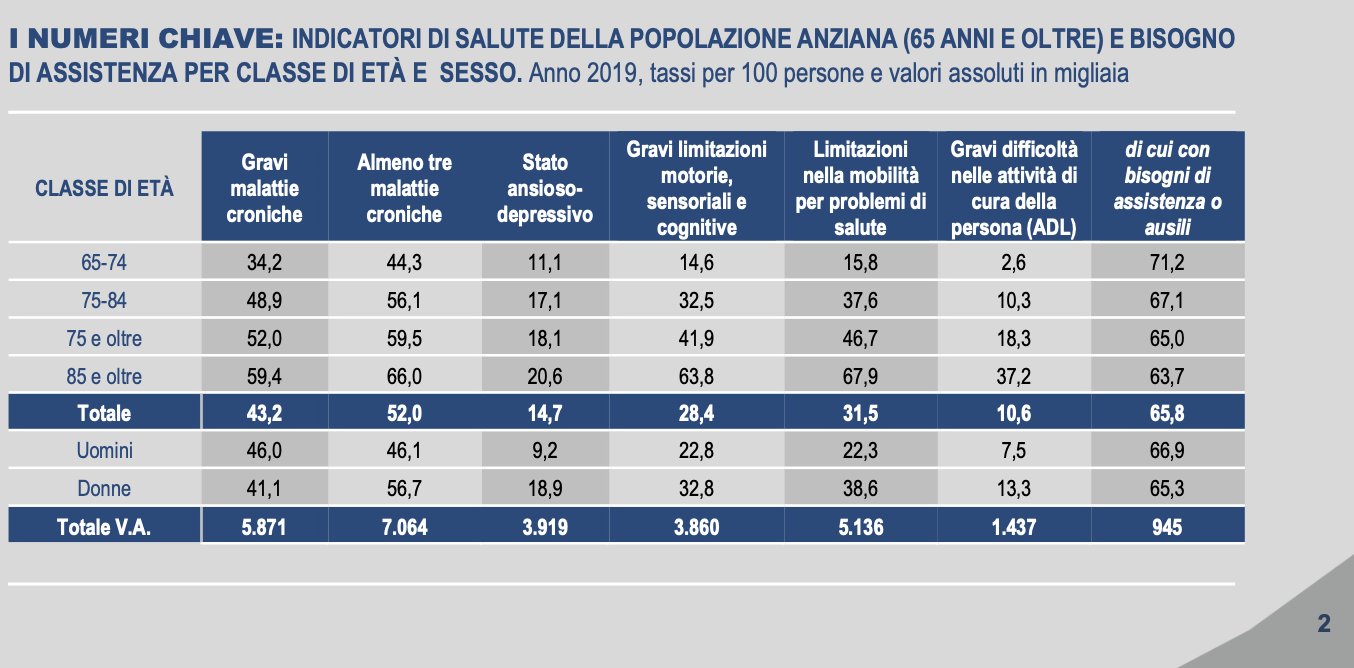 I NUMERI CHIAVE: INDICATORI DI SALUTE DELLA POPOLAZIONE ANZIANA (65 ANNI E OLTRE) E BISOGNO
DI ASSISTENZA PER CLASSE DI ETÀ E SESSO. Anno 2019, tassi per 100 persone e valori assoluti in migliaia
CLASSE DI ETÀ
Gravi
malattie
croniche
Almeno tre
malattie
croniche
Stato
ansioso-
depressivo
Gravi limitazioni
motorie,
sensoriali e
cognitive
Limitazioni
nella mobilità
per problemi di
salute
Gravi difficoltà
nelle attività di
cura della
persona (ADL)
di cui con
bisogni di
assistenza o
ausili
65-74 34,2 44,3 11,1 14,6 15,8 2,6 71,2
75-84 48,9 56,1 17,1 32,5 37,6 10,3 67,1
75 e oltre 52,0 59,5 18,1 41,9 46,7 18,3 65,0
85 e oltre 59,4 66,0 20,6 63,8 67,9 37,2 63,7
Totale 43,2 52,0 14,7 28,4 31,5 10,6 65,8
Uomini 46,0 46,1 9,2 22,8 22,3 7,5 66,9
Donne 41,1 56,7 18,9 32,8 38,6 13,3 65,3
Totale V.A. 5.871 7.064 3.919 3.860 5.136 1.437 945
2